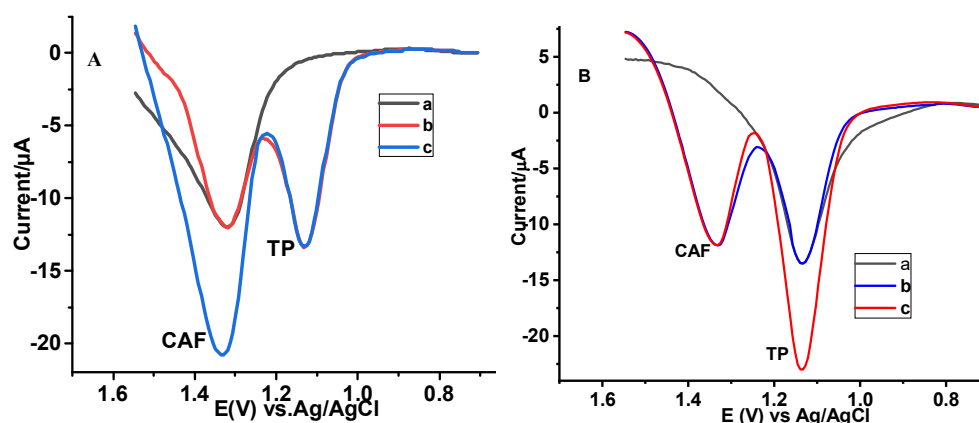 A
0
-5
-10
-15
-20
Current/µA
a
b
c
TP
CAF
1.6
1.4
1.2
1.0
0.8
E(V) vs.Ag/AgCl
B
5
0
-5
-10
-15
-20
Current/µA
CAF
a
b
c
TP
1.6
1.4
1.2
1.0
0.8
E (V) vs Ag/AgCl